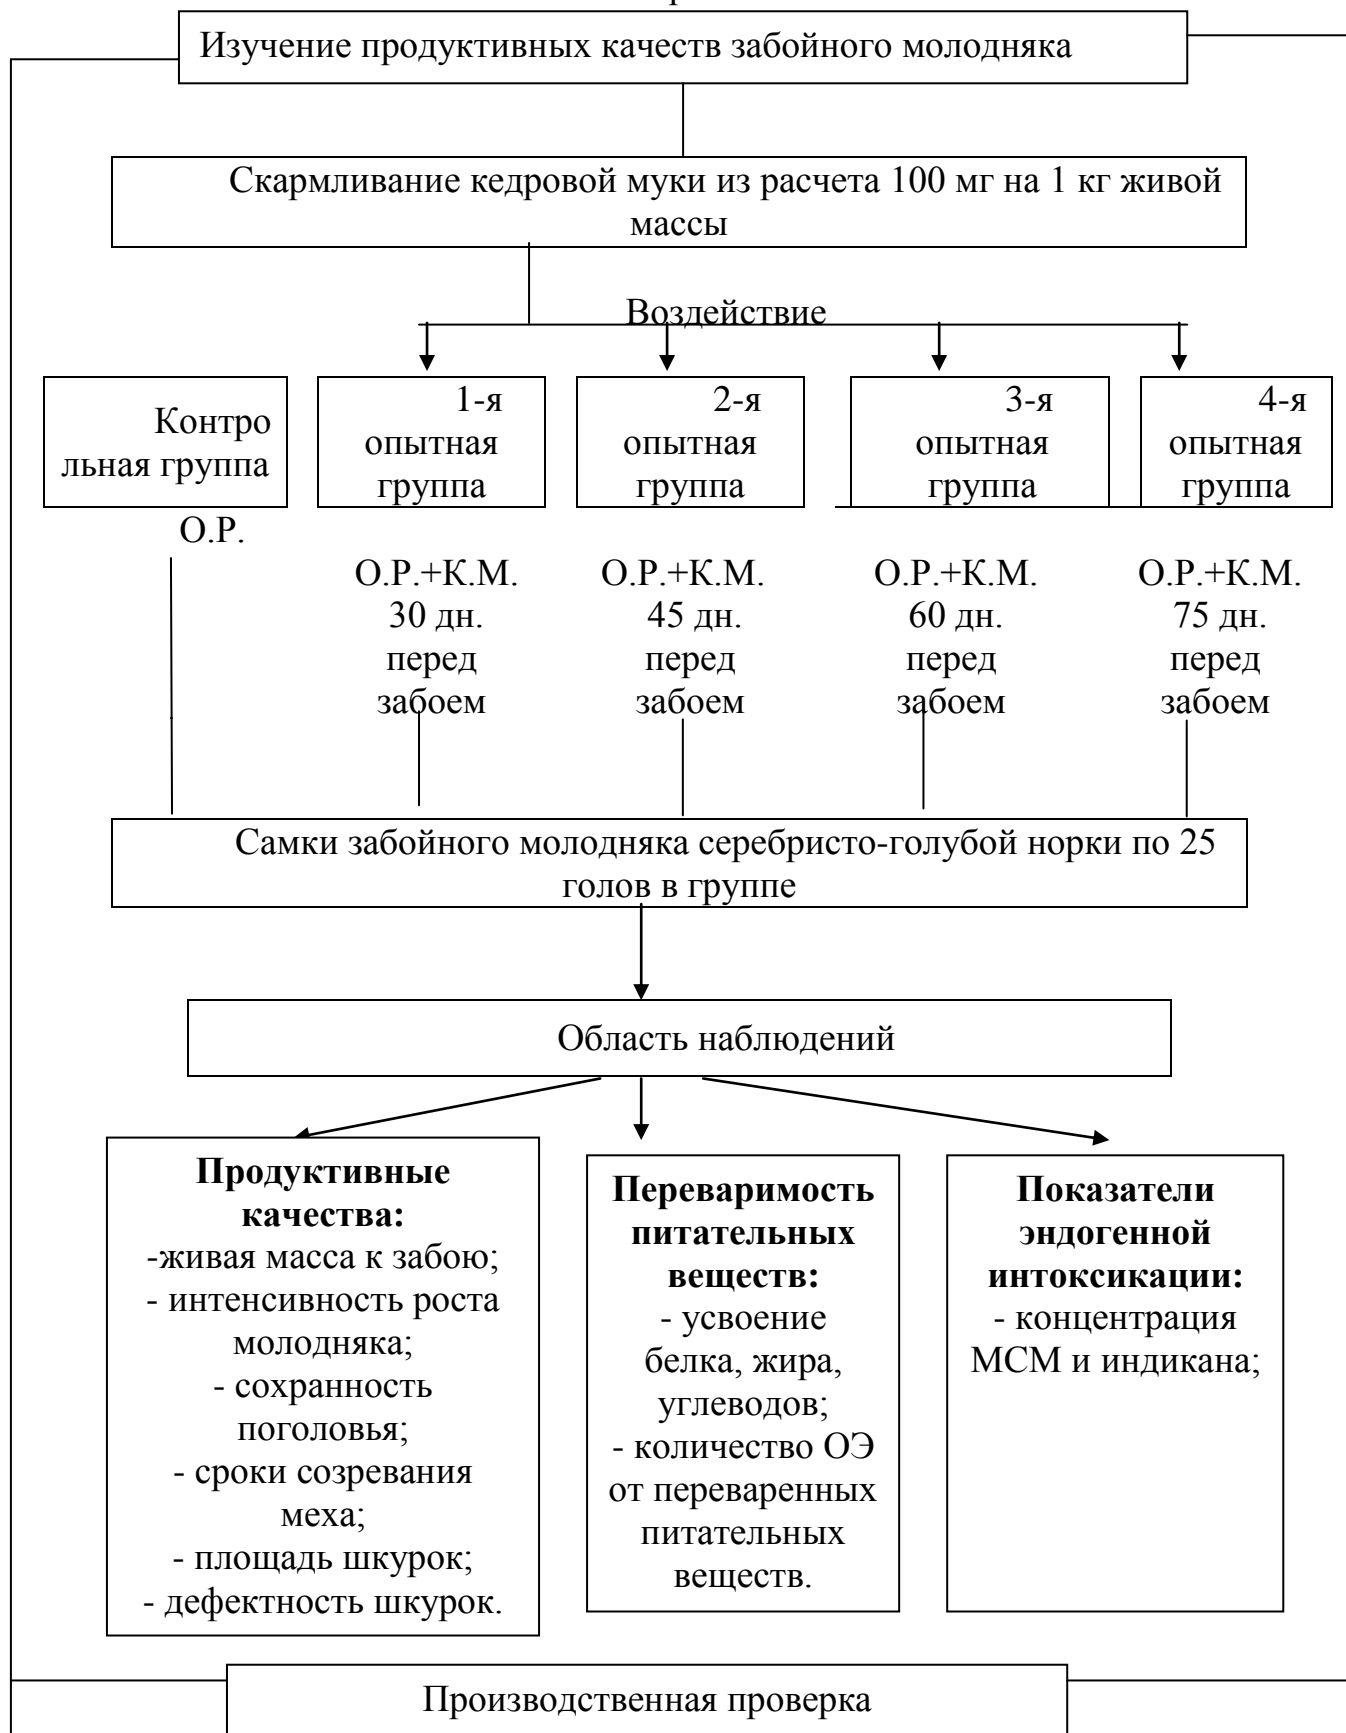 Изучение продуктивных качеств забойного молодняка
Скармливание кедровой муки из расчета 100 мг на 1 кг живой
массы
Воздействие
Контро
льная группа
1-я
опытная
группа
2-я
опытная
группа
3-я
опытная
группа
4-я
опытная
группа
О.Р.
О.Р.+К.М.
30 дн.
перед
забоем
О.Р.+К.М.
45 дн.
перед
забоем
О.Р.+К.М.
60 дн.
перед
забоем
О.Р.+К.М.
75 дн.
перед
забоем
Самки забойного молодняка серебристо-голубой норки по 25
голов в группе
Область наблюдений
Продуктивные
качества:
-живая масса к забою;
- интенсивность роста
молодняка;
- сохранность
поголовья;
- сроки созревания
меха;
- площадь шкурок;
- дефектность шкурок.
Переваримость
питательных
веществ:
- усвоение
белка, жира,
углеводов;
- количество ОЭ
от переваренных
питательных
веществ.
Показатели
эндогенной
интоксикации:
- концентрация
МСМ и индикана;
Производственная проверка